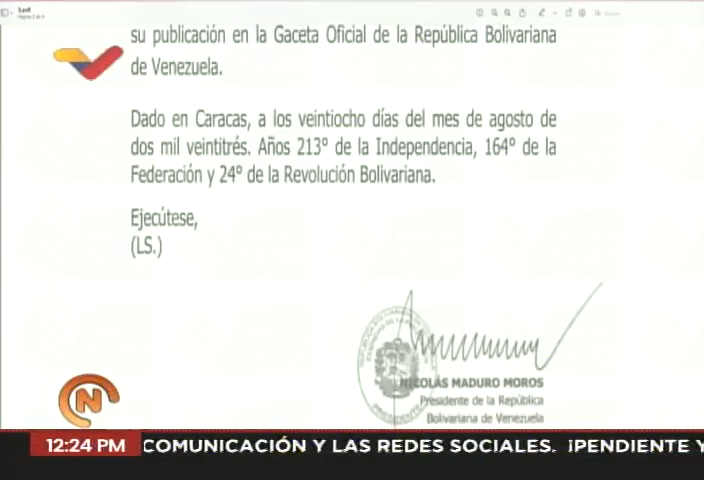 3.pdf
su publicación en la Gaceta Oficial de la República Bolivariana
de Venezuela.
Dado en Caracas, a los veintiocho días del mes de agosto de
dos mil veintitrés. Años 213° de la Independencia, 164° de la
Federación y 24° de la Revolución Bolivariana.
Ejecútese,
(LS.)
NICOLÁS MADURO MOROS
Presidente de la República
Bolivariana de Venezuela
N
12:24 PM COMUNICACIÓN Y LAS REDES SOCIALES. ¡PENDIENTE Y